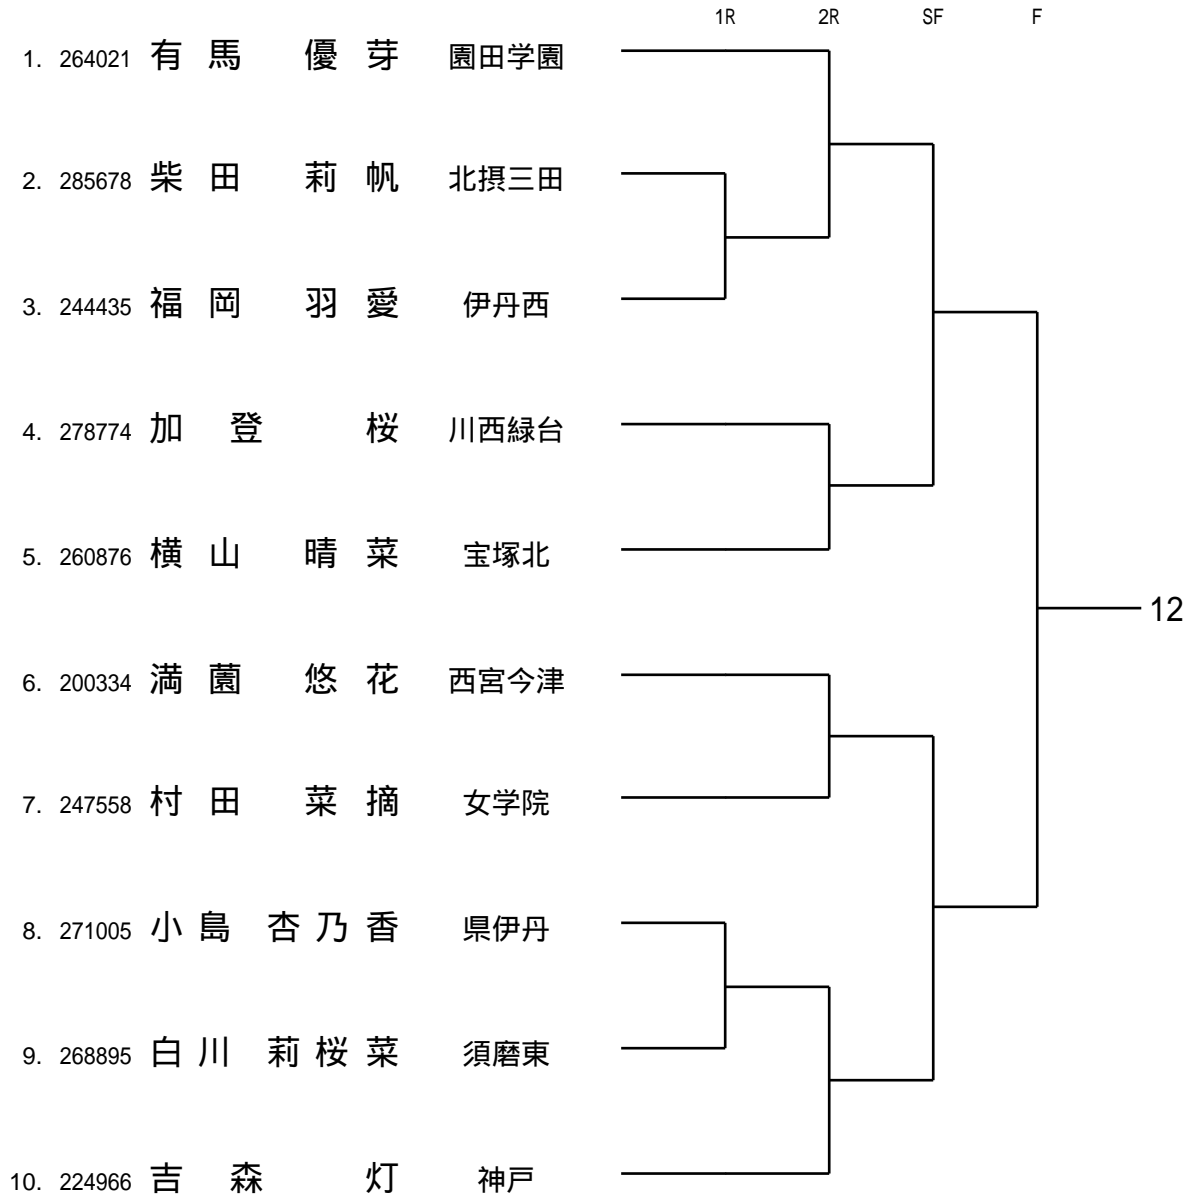 1R 2R SF F
1. 264021 有馬 優芽 園田学園
2. 285678 柴田 莉帆 北摂三田
3. 244435 福岡 羽愛 伊丹西
4. 278774 加登 桜 川西緑台
5. 260876 横山 晴菜 宝塚北
12
6. 200334 満薗 悠花 西宮今津
7. 247558 村田 菜摘 女学院
8. 271005 小島 杏乃香 県伊丹
9. 268895 白川 莉桜菜 須磨東
10. 224966 吉森 灯 神戸